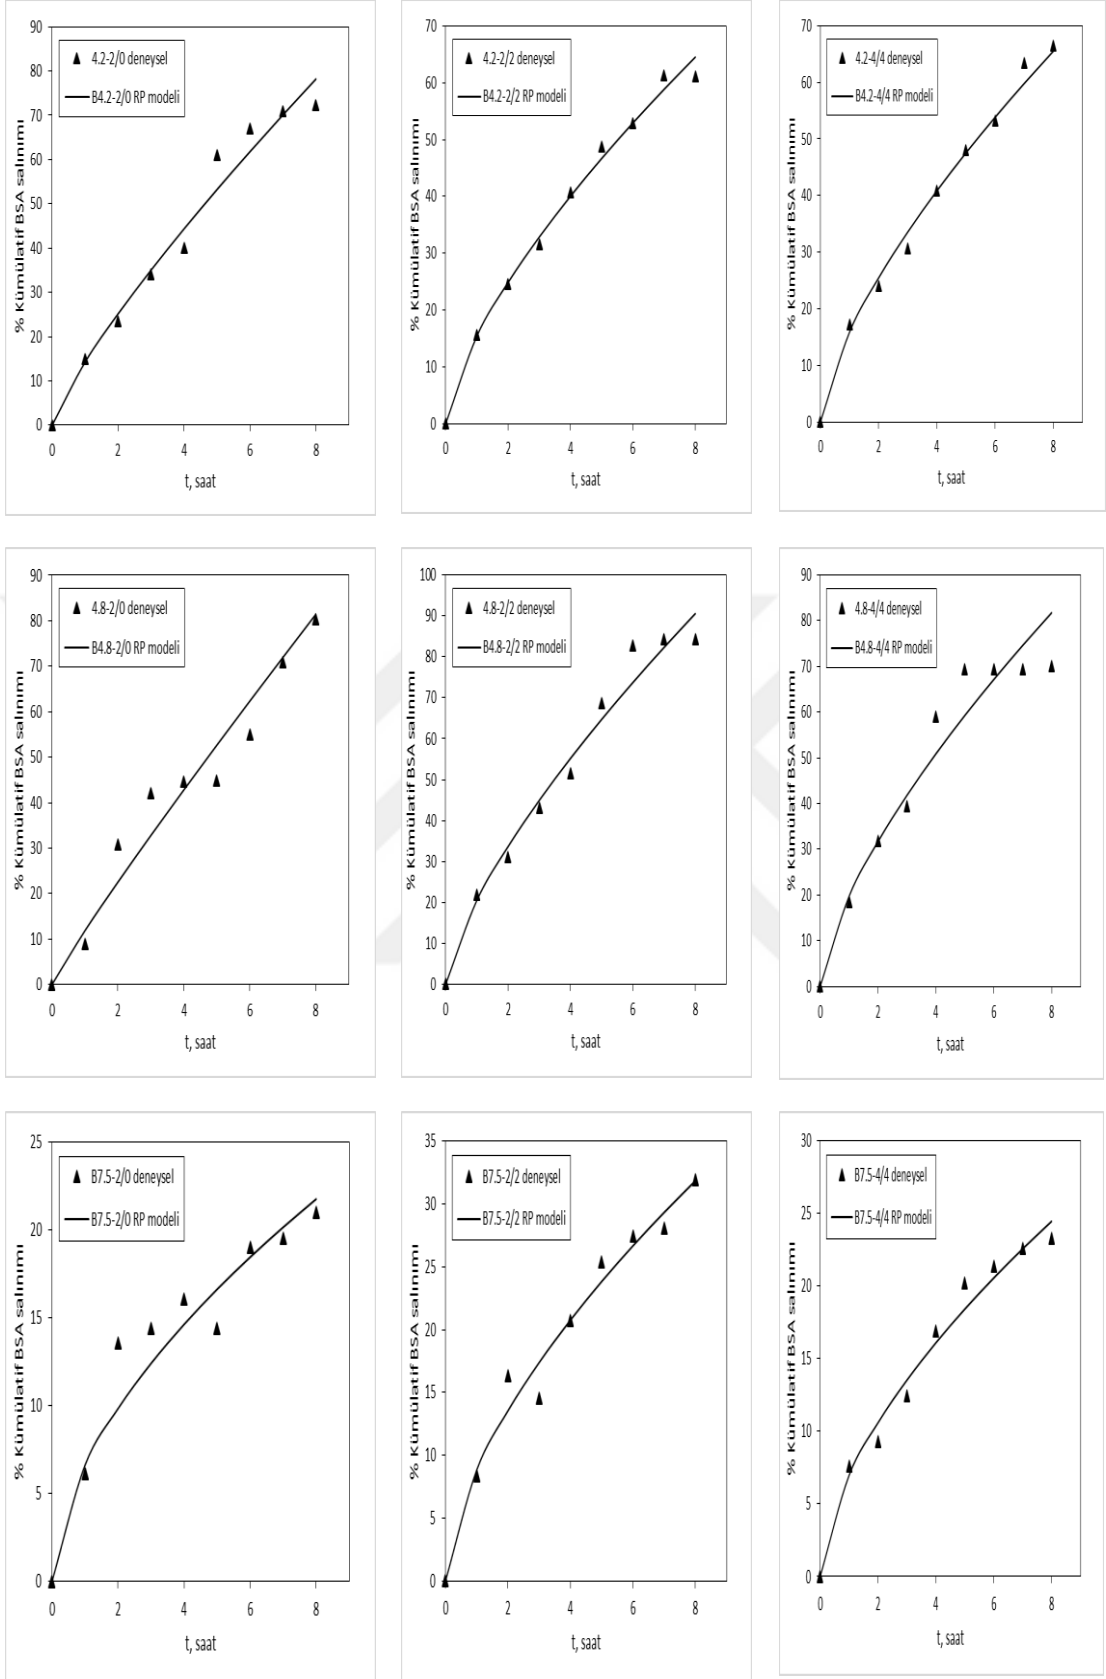 90
80
70
60
50
40
30
20
10
0
% Kümülatif BSA salınımı
4.2-2/0 deneysel
B4.2-2/0 RP modeli
0 2 4 6 8
t, saat
70
60
50
40
30
20
10
0
% Kümülatif BSA salınımı
4.2-2/2 deneysel
B4.2-2/2 RP modeli
0 2 4 6 8
t, saat
70
60
50
40
30
20
10
0
% Kümülatif BSA salınımı
4.2-4/4 deneysel
B4.2-4/4 RP modeli
0 2 4 6 8
t, saat
90
80
70
60
50
40
30
20
10
0
% Kümülatif BSA salınımı
4.8-2/0 deneysel
B4.8-2/0 RP modeli
0 2 4 6 8
t, saat
100
90
80
70
60
50
40
30
20
10
0
% Kümülatif BSA salınımı
4.8-2/2 deneysel
B4.8-2/2 RP modeli
0 2 4 6 8
t, saat
90
80
70
60
50
40
30
20
10
0
% Kümülatif BSA salınımı
4.8-4/4 deneysel
B4.8-4/4 RP modeli
0 2 4 6 8
t, saat
25
20
15
10
5
0
% Kümülatif BSA salınımı
B7.5-2/0 deneysel
B7.5-2/0 RP modeli
0 2 4 6 8
t, saat
35
30
25
20
15
10
5
0
% Kümülatif BSA salınımı
B7.5-2/2 deneysel
B7.5-2/2 RP modeli
0 2 4 6 8
t, saat
30
25
20
15
10
5
0
% Kümülatif BSA salınımı
B7.5-4/4 deneysel
B7.5-4/4 RP modeli
0 2 4 6 8
t, saat